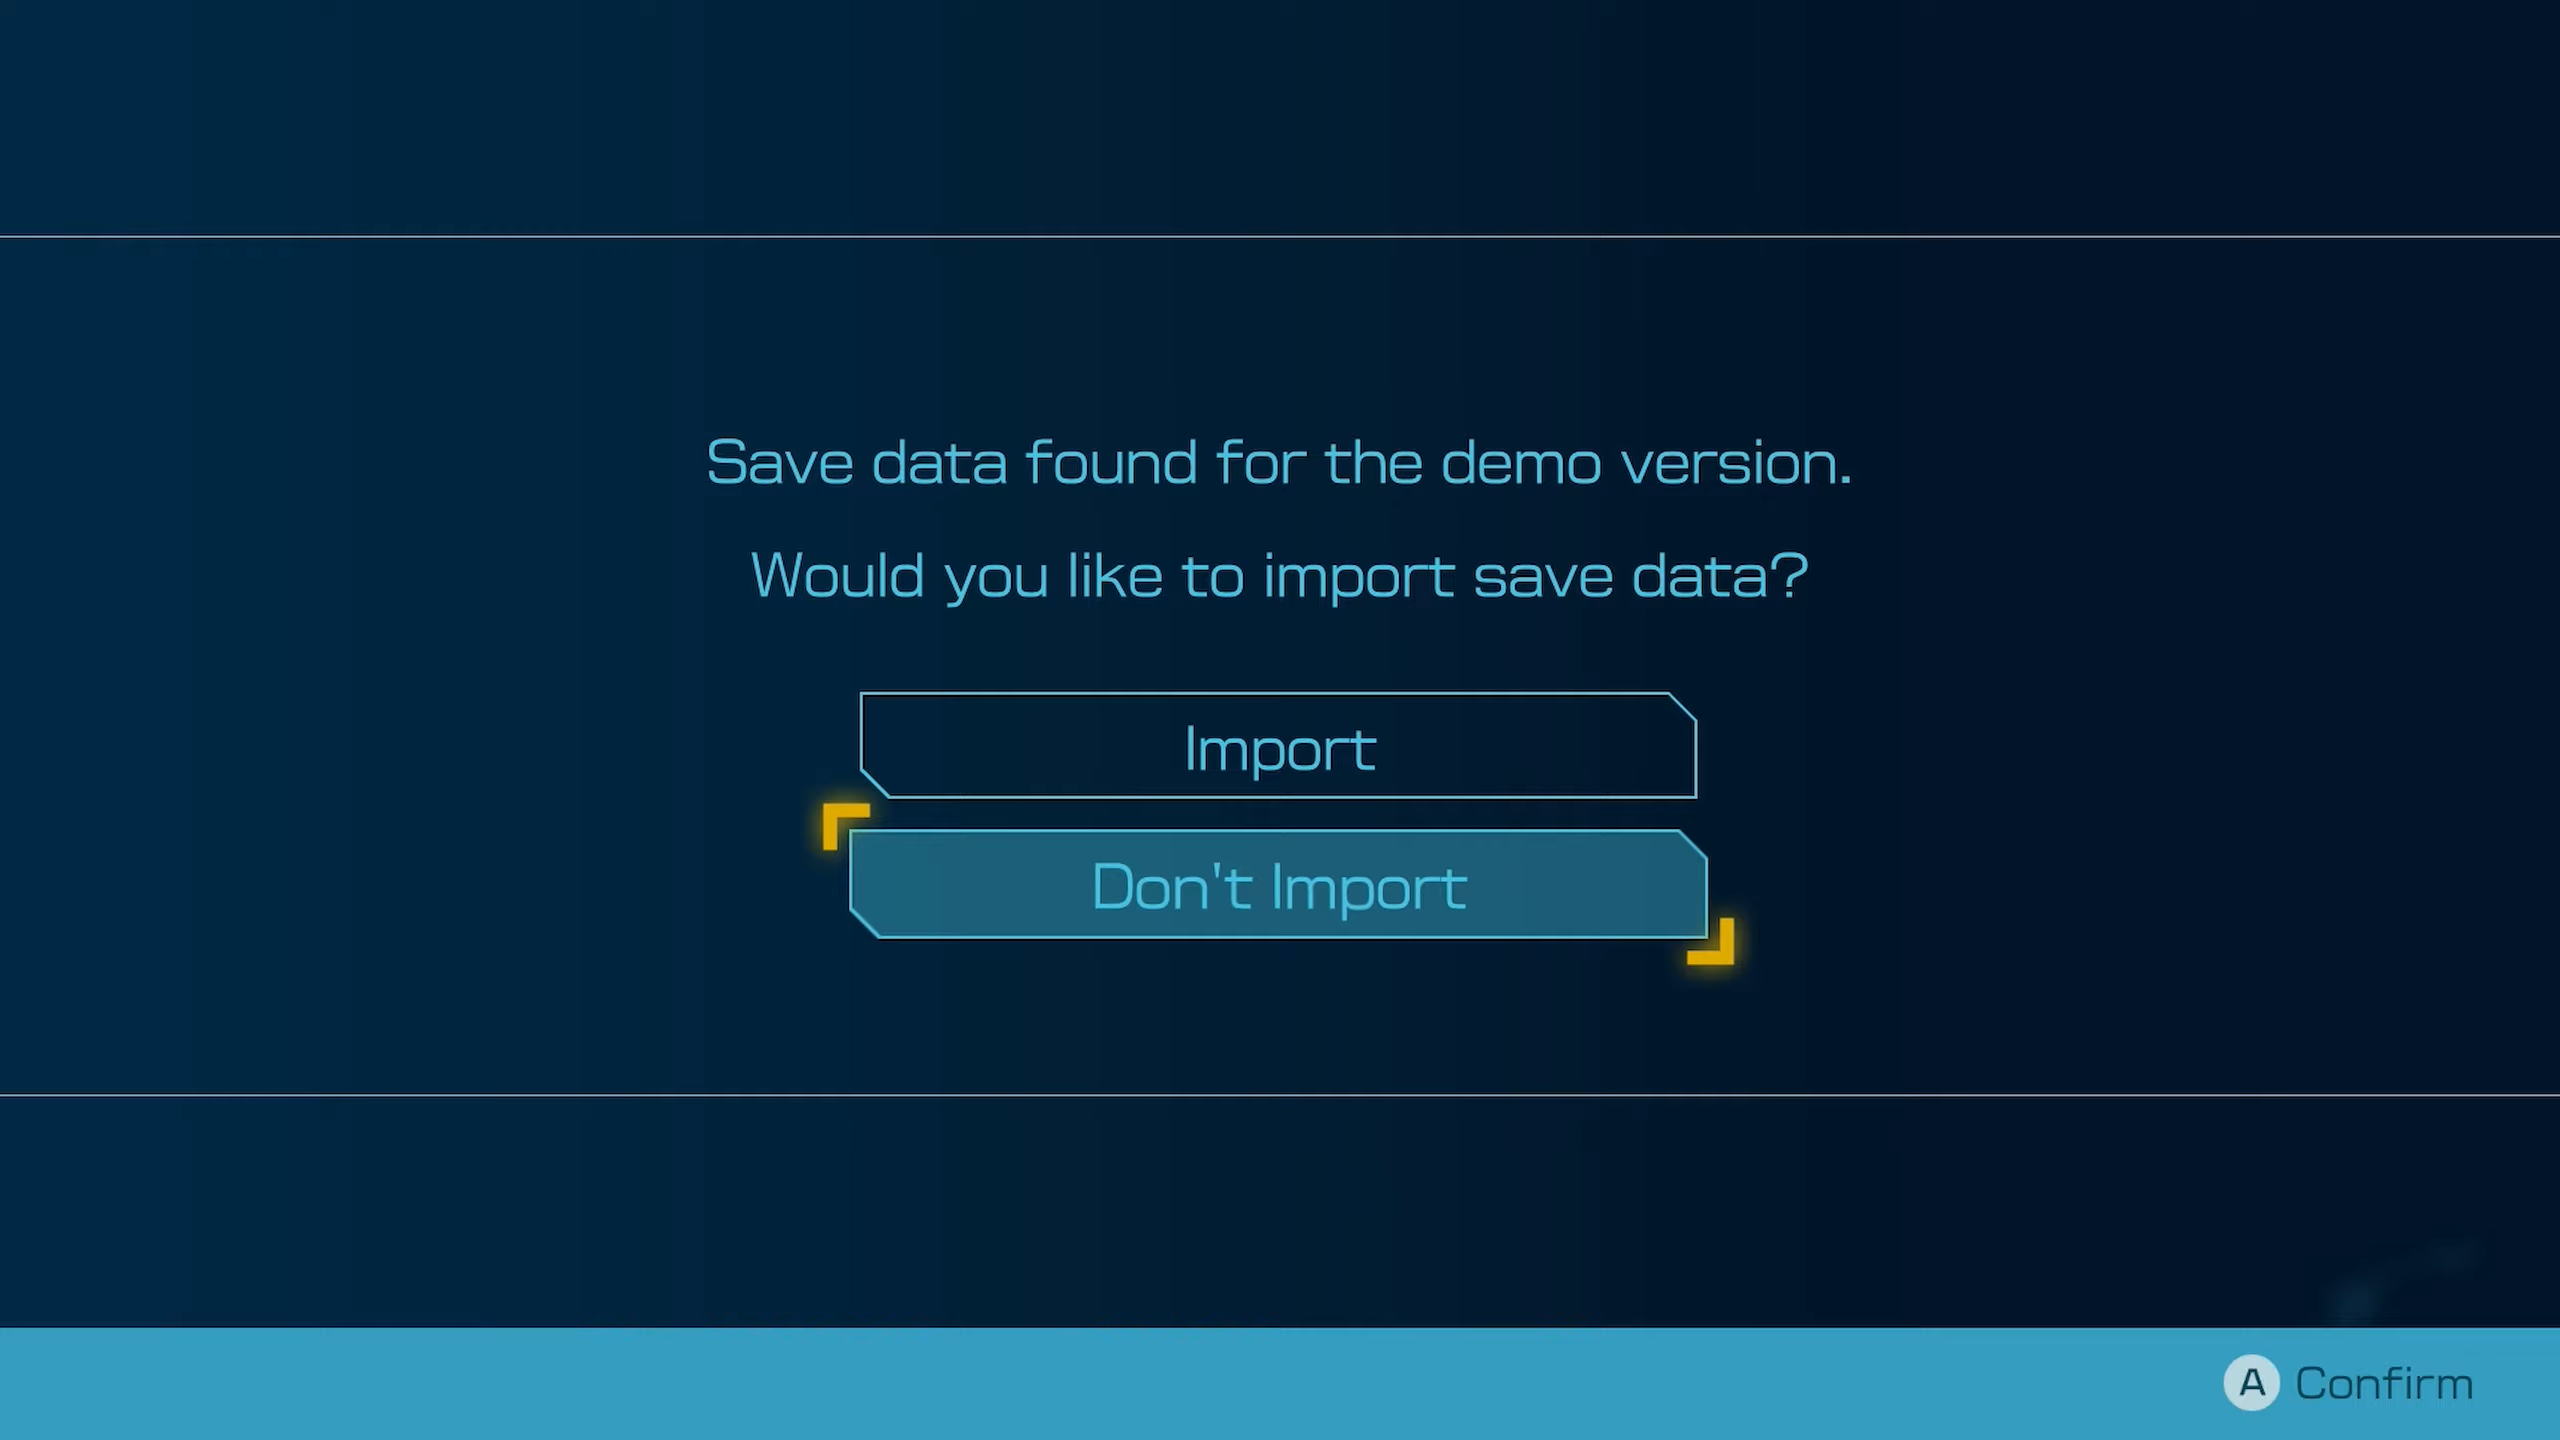 Save data found for the demo version.
Would you like to import save data?
Import
Don't Import
A Confirm